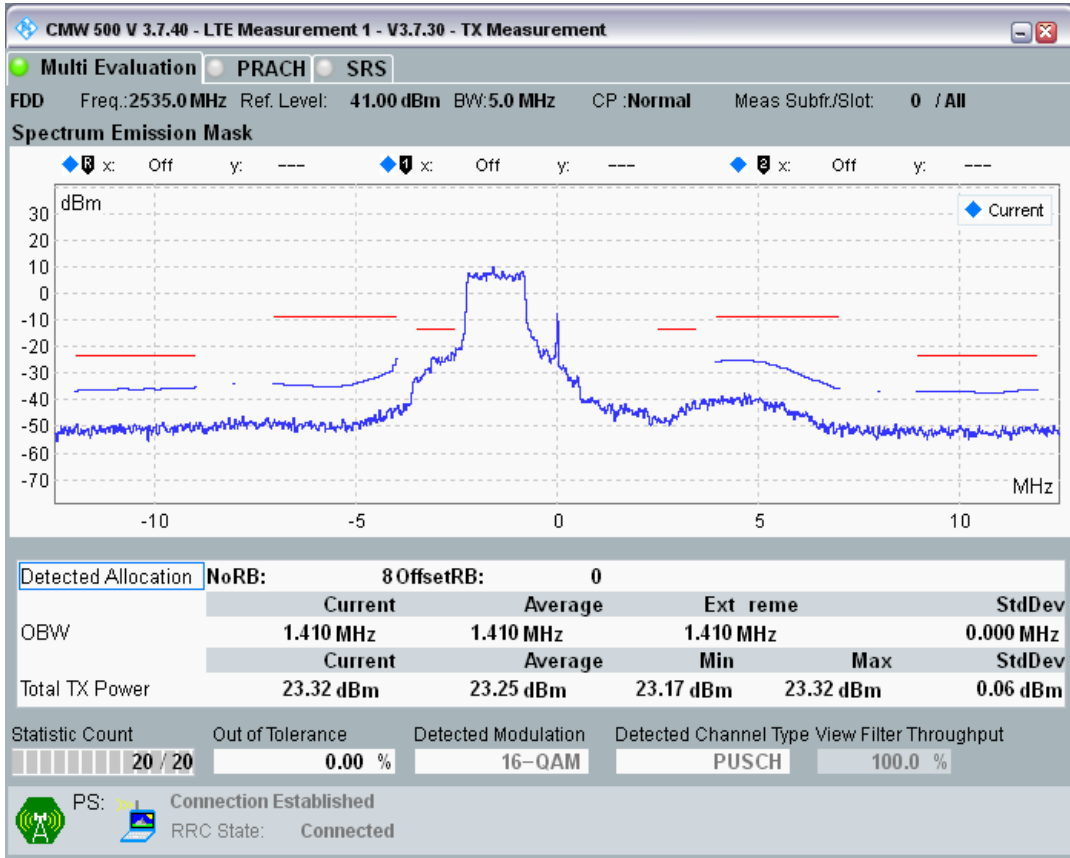 CMW 500 V 3.7.40 - LTE Measurement 1 - V3.7.30 - TX Measurement
Multi Evaluation PRACH SRS
FDD Freq.:2535.0 MHz Ref. Level: 41.00 dBm BW:5.0 MHz CP :Normal Meas Subfr./Slot: 0 / All
Spectrum Emission Mask
R x: Off y: --- 1 x: Off y: --- 2 x: Off y: ---
dBm
Current
30
20
10
0
-10
-20
-30
-40
-50
-60
-70
MHz
-10 -5 0 5 10
Detected Allocation NoRB: 8 OffsetRB: 0
Current Average Ext reme StdDev
OBW 1.410 MHz 1.410 MHz 1.410 MHz 0.000 MHz
Current Average Min Max StdDev
Total TX Power 23.32 dBm 23.25 dBm 23.17 dBm 23.32 dBm 0.06 dBm
Statistic Count Out of Tolerance Detected Modulation Detected Channel Type View Filter Throughput
20 / 20 0.00 % 16-QAM PUSCH 100.0 %
PS: Connection Established
RRC State: Connected